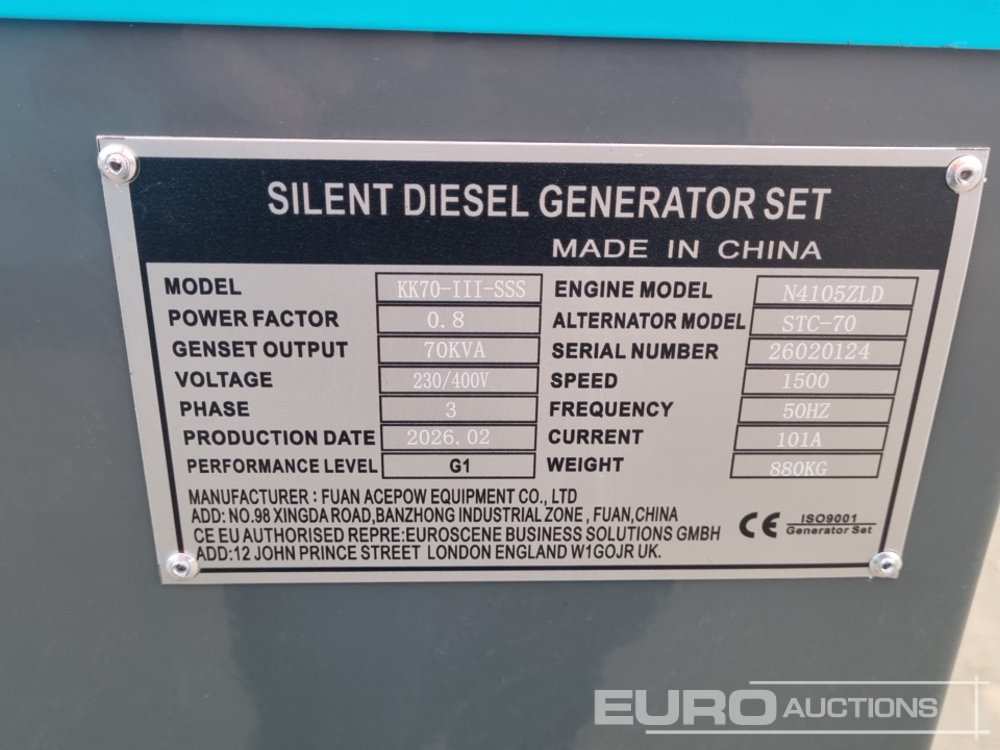 SILENT DIESEL GENERATOR SET
MADE IN CHINA
MODEL KK70-III-SSS ENGINE MODEL N4105ZLD
POWER FACTOR 0.8 ALTERNATOR MODEL STC-70
GENSET OUTPUT 70KVA SERIAL NUMBER 26020124
VOLTAGE 230/400V SPEED 1500
PHASE 3 FREQUENCY 50HZ
PRODUCTION DATE 2026.02 CURRENT 101A
PERFORMANCE LEVEL G1 WEIGHT 880KG
MANUFACTURER : FUAN ACEPOW EQUIPMENT CO., LTD
ADD: NO.98 XINGDA ROAD,BANZHONG INDUSTRIAL ZONE , FUAN,CHINA
CE EU AUTHORISED REPRE:EUROSCENE BUSINESS SOLUTIONS GMBH
ADD:12 JOHN PRINCE STREET LONDON ENGLAND W1GOJR UK.
CE ISO9001
Generator Set
EURO AUCTIONS